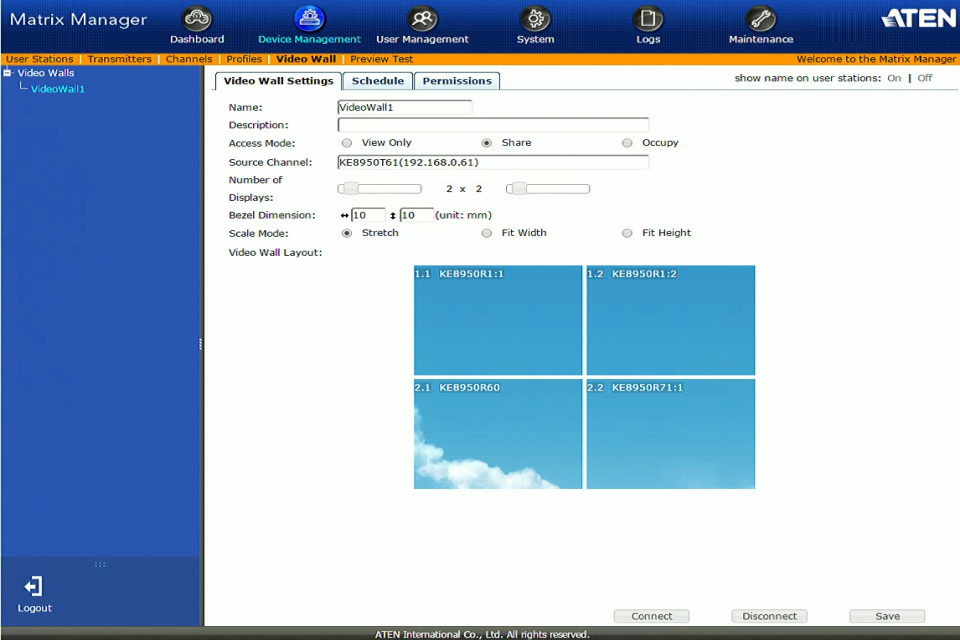 Matrix Manager
Dashboard
Device Management
User Management
System
Logs
Maintenance
ATEN
User Stations | Transmitters | Channels | Profiles | Video Wall | Preview Test
Welcome to the Matrix Manager
Video Walls
VideoWall1
Video Wall Settings
Schedule
Permissions
show name on user stations: On | Off
Name: VideoWall1
Description:
Access Mode: View Only Share Occupy
Source Channel: KE8950T61(192.168.0.61)
Number of
Displays:
2 x 2
Bezel Dimension: 10 10 (unit: mm)
Scale Mode: Stretch Fit Width Fit Height
Video Wall Layout:
1.1 KE8950R1:1
1.2 KE8950R1:2
2.1 KE8950R60
2.2 KE8950R71:1
Logout
Connect
Disconnect
Save
ATEN International Co., Ltd. All rights reserved.